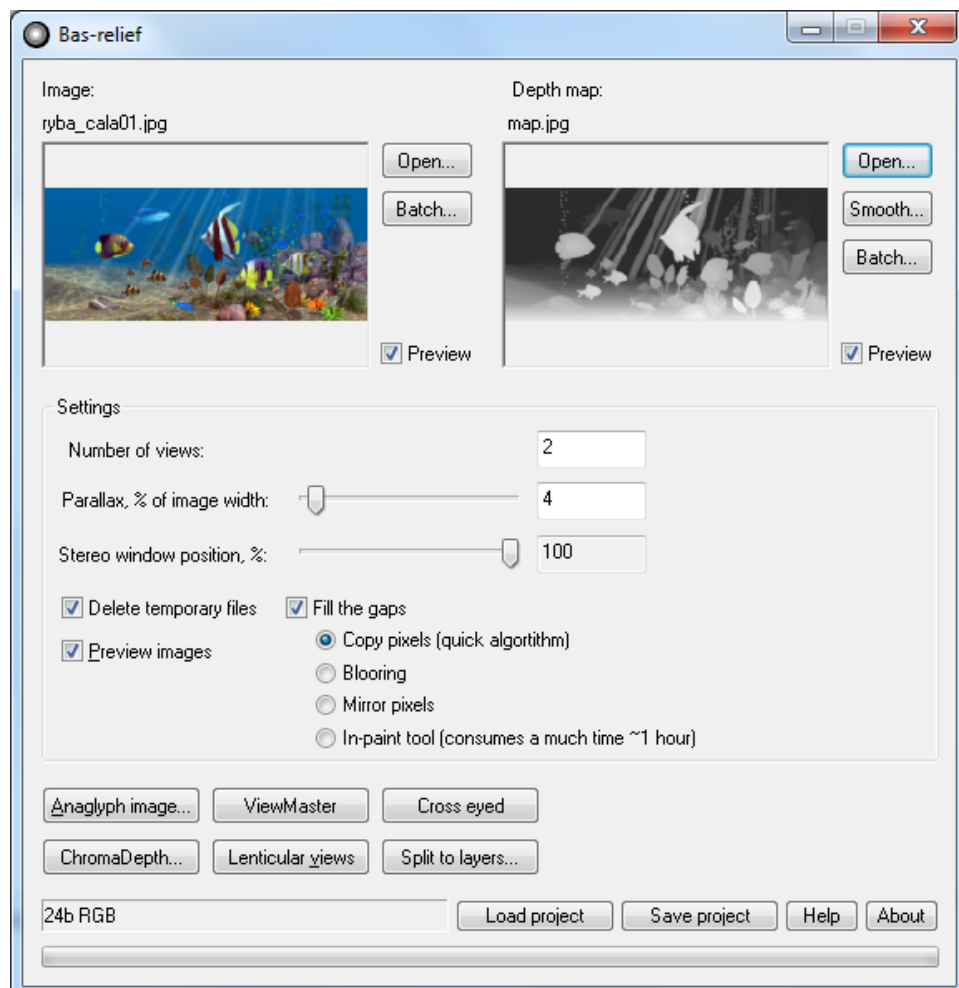 Bas-relief
Image:
Depth map:
ryba_cala01.jpg
map.jpg
Open...
Open...
Batch...
Smooth...
Batch...
Preview
Preview
Settings
Number of views:
2
Parallax, % of image width:
4
Stereo window position, %:
100
Delete temporary files
Fill the gaps
Copy pixels (quick algortithm)
Preview images
Blooring
Mirror pixels
In-paint tool (consumes a much time ~1 hour)
Anaglyph image...
ViewMaster
Cross eyed
ChromaDepth...
Lenticular views
Split to layers...
24b RGB
Load project
Save project
Help
About